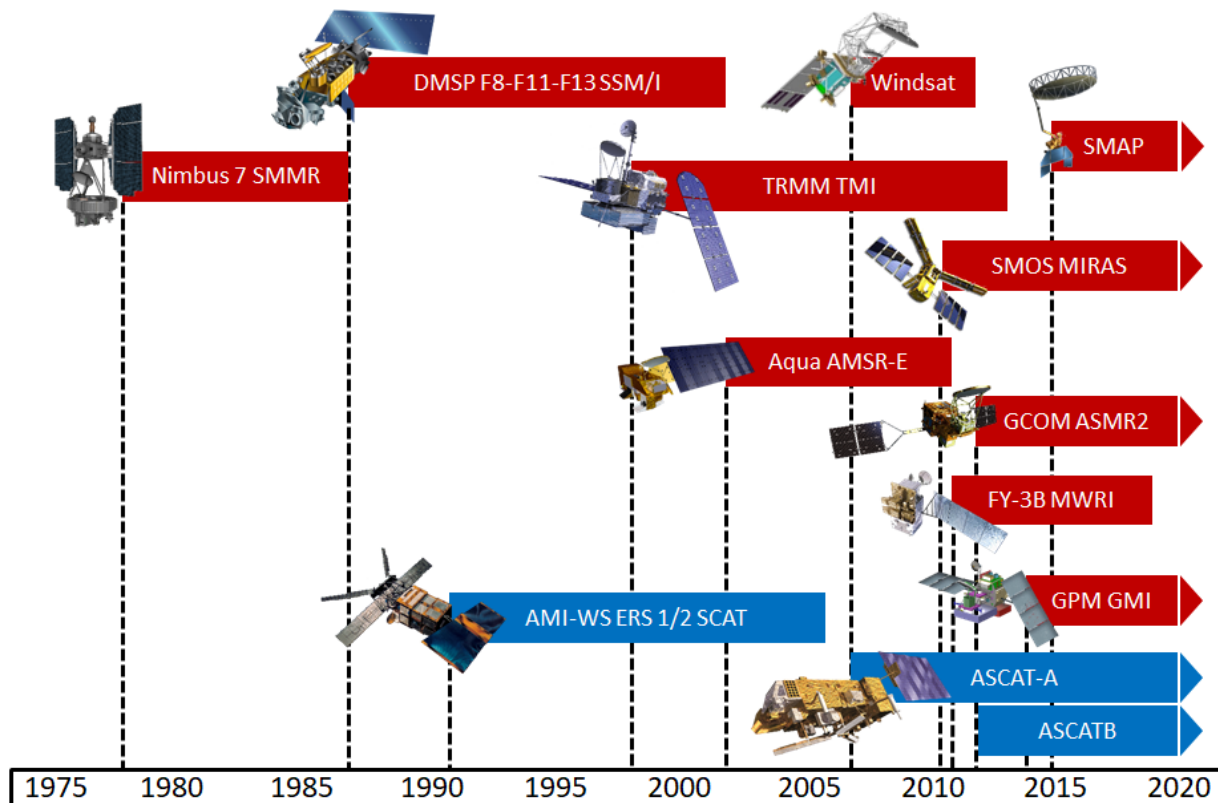 DMSP F8-F11-F13 SSM/I
Windsat
SMAP
Nimbus 7 SMMR
TRMM TMI
SMOS MIRAS
Aqua AMSR-E
GCOM ASMR2
FY-3B MWRI
GPM GMI
AMI-WS ERS 1/2 SCAT
ASCAT-A
ASCATB
1975 1980 1985 1990 1995 2000 2005 2010 2015 2020